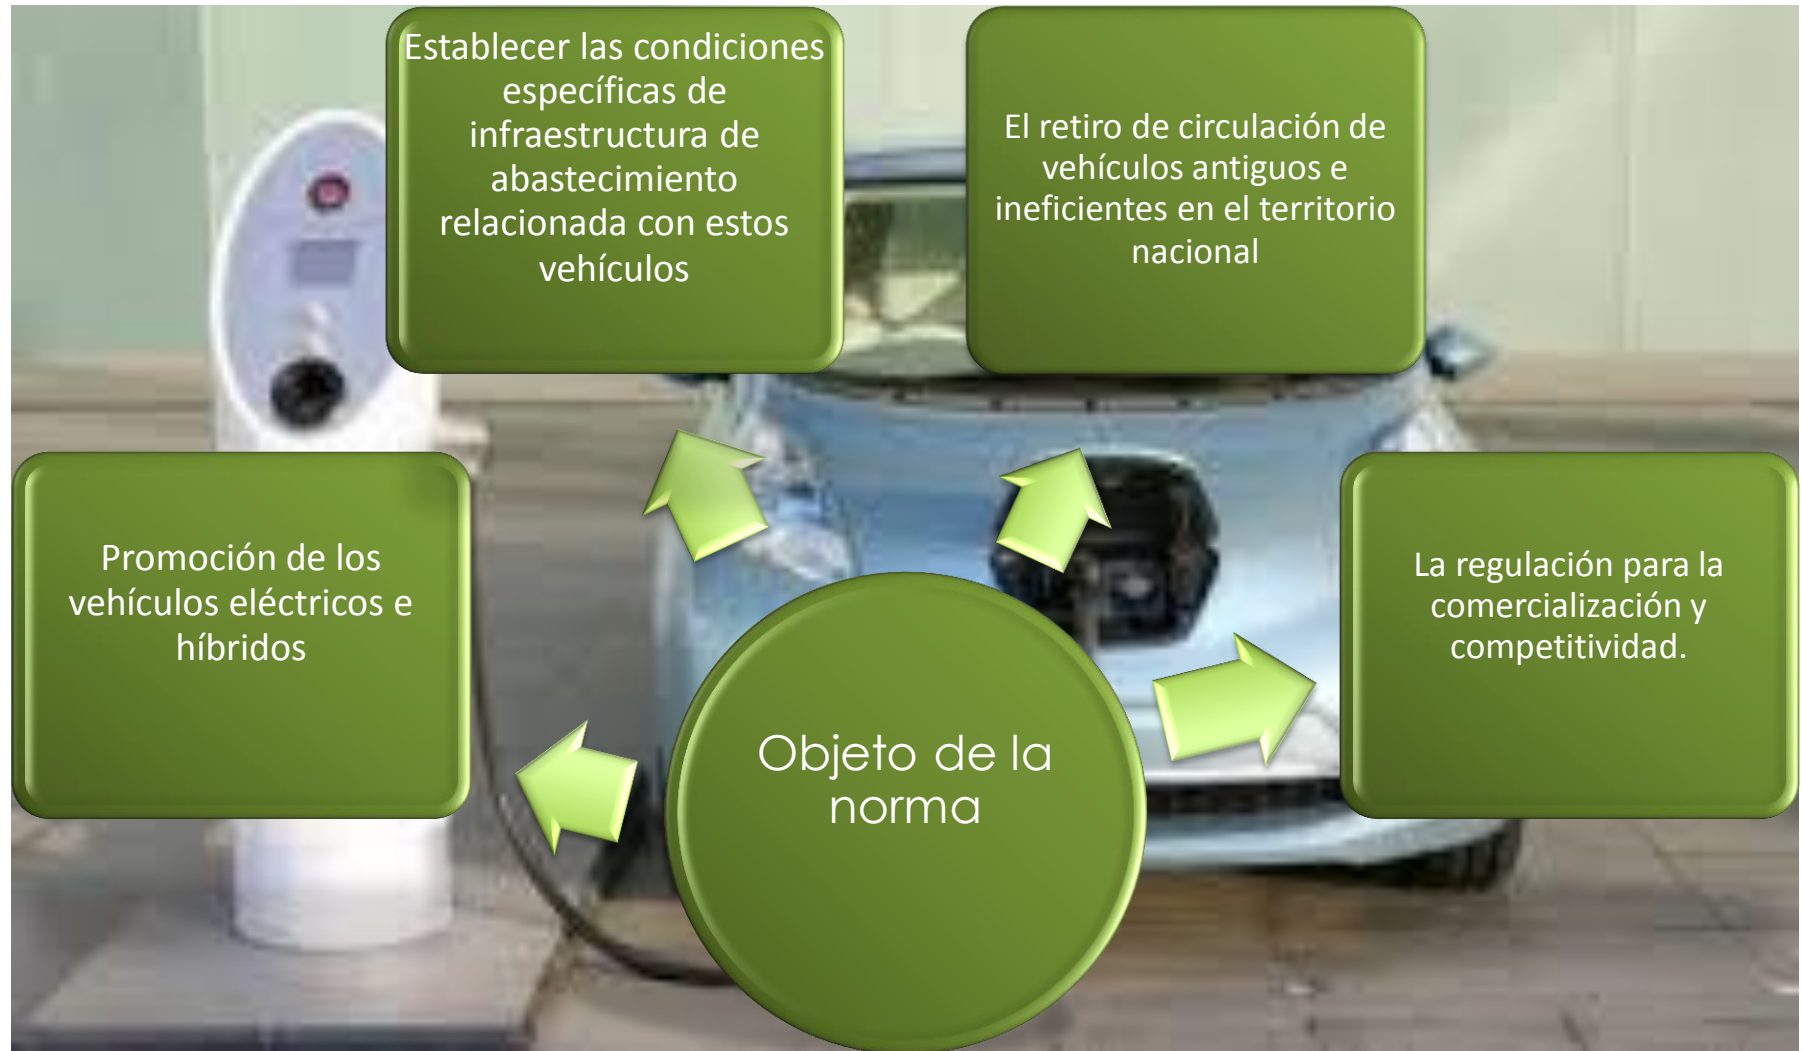 Establecer las condiciones
específicas de
infraestructura de
abastecimiento
relacionada con estos
vehículos
El retiro de circulación de
vehículos antiguos e
ineficientes en el territorio
nacional
Promoción de los
vehículos eléctricos e
híbridos
La regulación para la
comercialización y
competitividad.
Objeto de la
norma